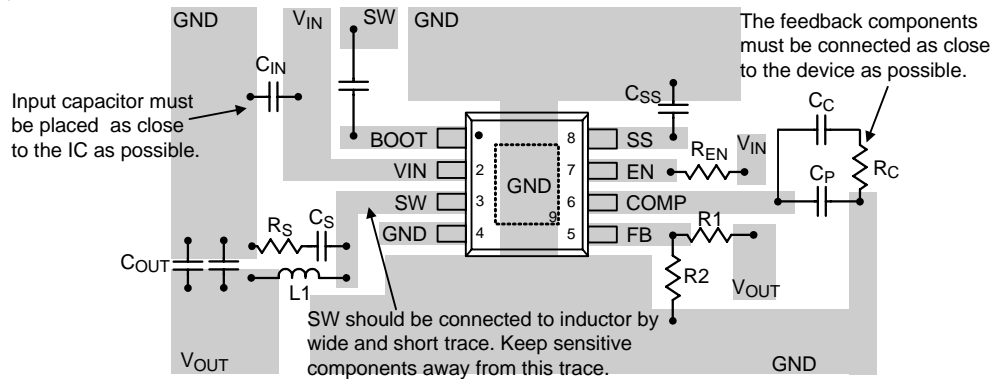 GND
VIN
SW
GND
The feedback components
must be connected as close
to the device as possible.
CIN
CSS
CC
Input capacitor must
be placed as close
to the IC as possible.
BOOT
8
SS
REN
VIN
RC
VIN
2
GND
7
EN
CP
SW
3
6
COMP
9
GND
4
5
FB
R1
RS
CS
COUT
R2
L1
VOUT
SW should be connected to inductor by
wide and short trace. Keep sensitive
components away from this trace.
VOUT
GND